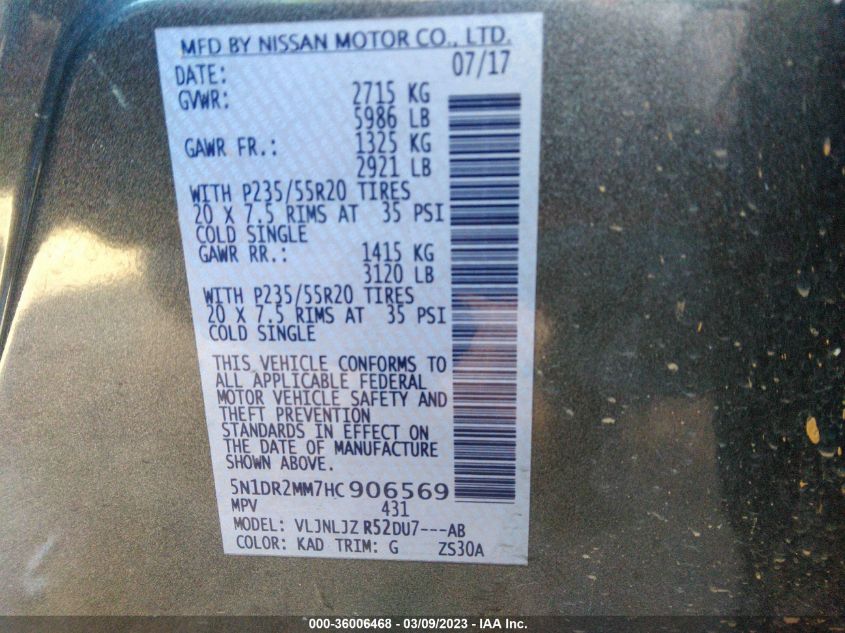 MFD BY NISSAN MOTOR CO., LTD.
DATE: 07/17
GVWR: 2715 KG
5986 LB
GAWR FR.: 1325 KG
2921 LB
WITH P235/55R20 TIRES
20 X 7.5 RIMS AT 35 PSI
COLD SINGLE
GAWR RR.: 1415 KG
3120 LB
WITH P235/55R20 TIRES
20 X 7.5 RIMS AT 35 PSI
COLD SINGLE
THIS VEHICLE CONFORMS TO
ALL APPLICABLE FEDERAL
MOTOR VEHICLE SAFETY AND
THEFT PREVENTION
STANDARDS IN EFFECT ON
THE DATE OF MANUFACTURE
SHOWN ABOVE.
5N1DR2MM7HC906569
MPV 431
MODEL: VLJNLJZ R52DU7---AB
COLOR: KAD TRIM: G ZS30A
000-36006468 - 03/09/2023 - IAA Inc.